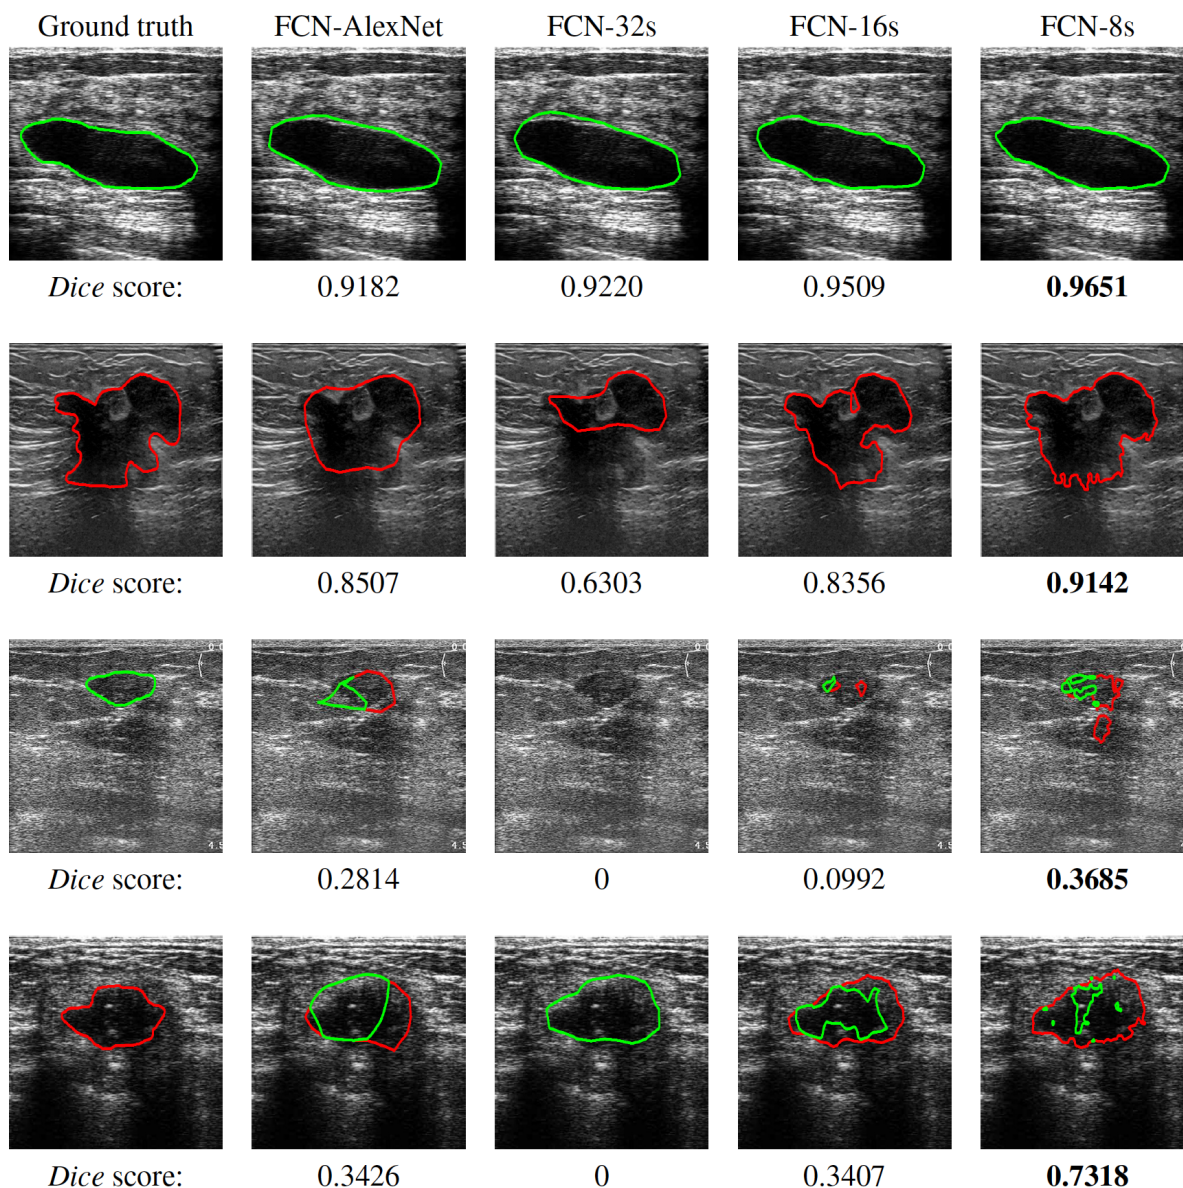 Ground truth FCN-AlexNet FCN-32s FCN-16s FCN-8s
Dice score: 0.9182 0.9220 0.9509 0.9651
Dice score: 0.8507 0.6303 0.8356 0.9142
Dice score: 0.2814 0 0.0992 0.3685
Dice score: 0.3426 0 0.3407 0.7318